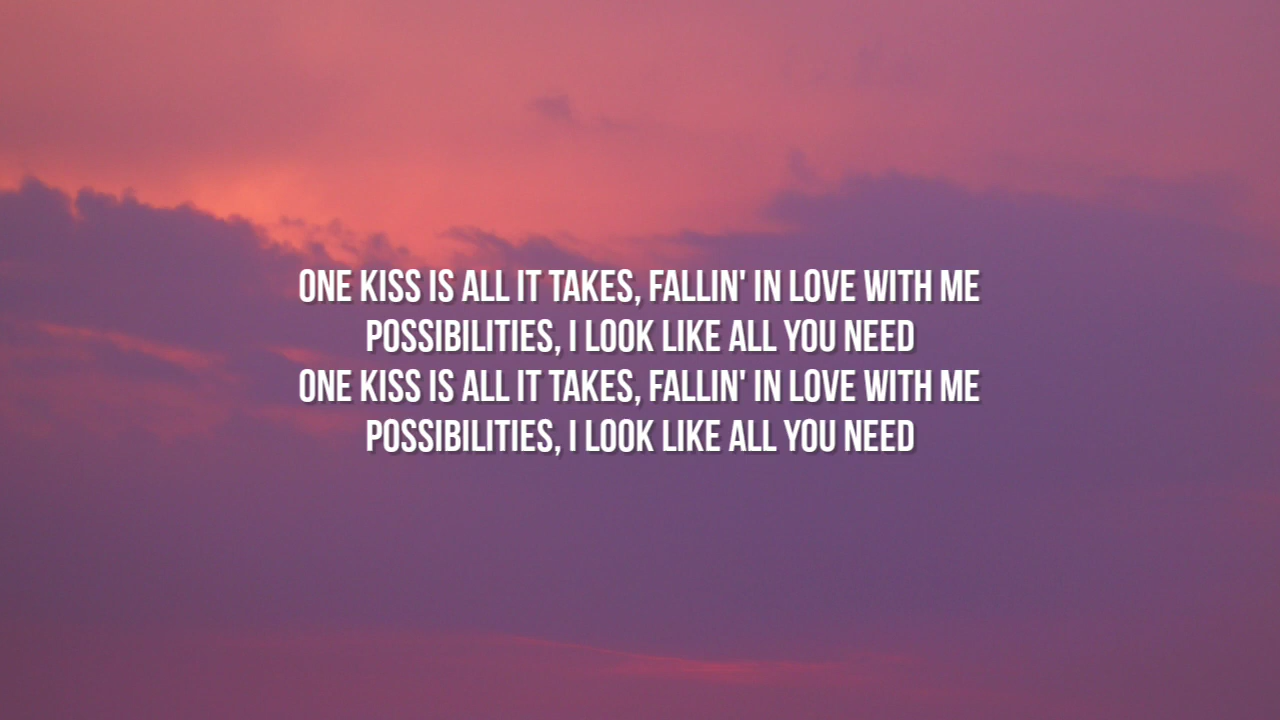 ONE KISS IS ALL IT TAKES, FALLIN' IN LOVE WITH ME
POSSIBILITIES, I LOOK LIKE ALL YOU NEED
ONE KISS IS ALL IT TAKES, FALLIN' IN LOVE WITH ME
POSSIBILITIES, I LOOK LIKE ALL YOU NEED